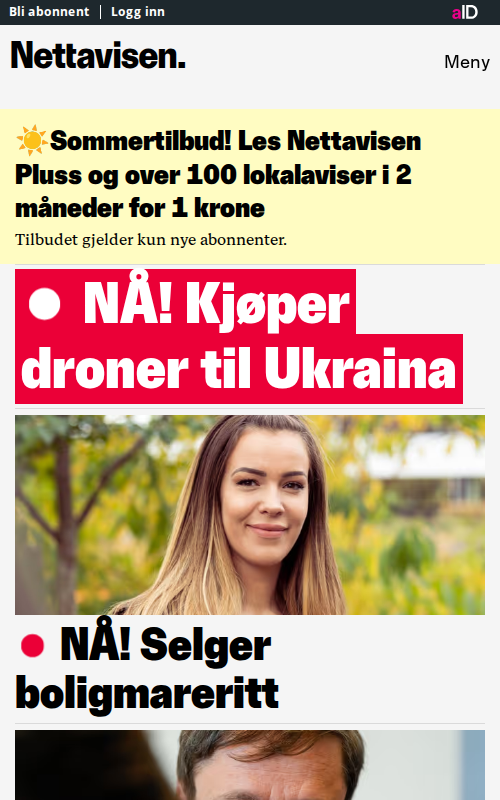 Bli abonnent
Logg inn
aID
Nettavisen.
Meny
☀️Sommertilbud! Les Nettavisen
Pluss og over 100 lokalaviser i 2
måneder for 1 krone
Tilbudet gjelder kun nye abonnenter.
NÅ! Kjøper
droner til Ukraina
NÅ! Selger
boligmareritt